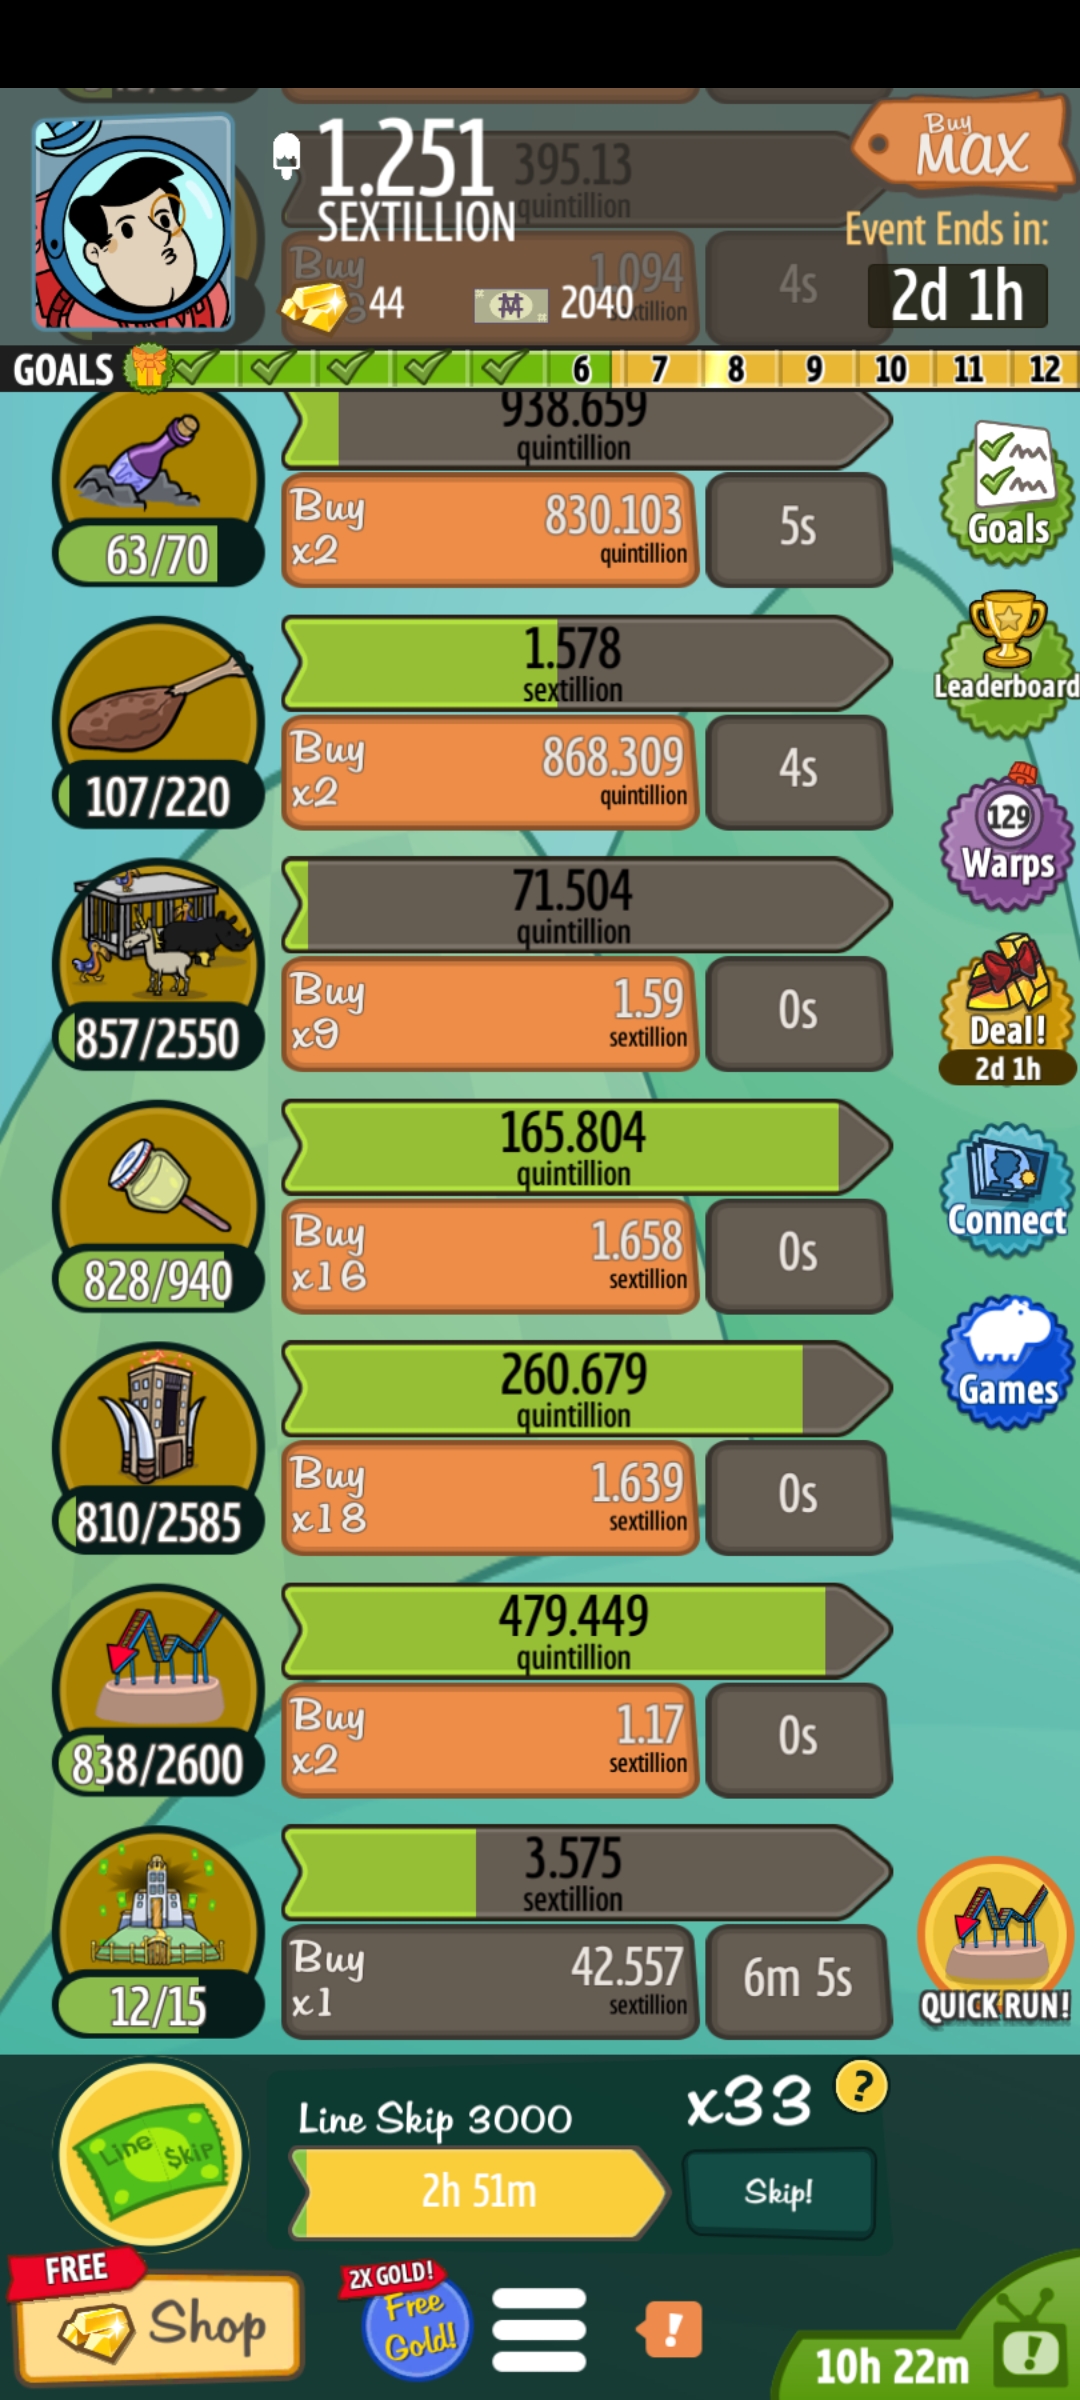 1.251
SEXTILLION
395.13
quintillion
Buy
MAX
Event Ends in:
2d 1h
Buy
1.094
4s
44
2040
GOALS
6
7
8
9
10
11
12
938.659
quintillion
Buy
x2
830.103
quintillion
5s
63/70
Goals
1.578
sextillion
Buy
x2
868.309
quintillion
4s
107/220
Leaderboard
71.504
quintillion
Buy
x9
1.59
sextillion
0s
857/2550
129
Warps
Deal!
2d 1h
165.804
quintillion
Buy
x16
1.658
sextillion
0s
828/940
Connect
260.679
quintillion
Buy
x18
1.639
sextillion
0s
810/2585
Games
479.449
quintillion
Buy
x2
1.17
sextillion
0s
838/2600
3.575
sextillion
Buy
x1
42.557
sextillion
6m 5s
12/15
QUICK RUN!
Line $kip
Line Skip 3000
x33
?
2h 51m
Skip!
FREE
Shop
2X GOLD!
Free
Gold!
!
10h 22m
!